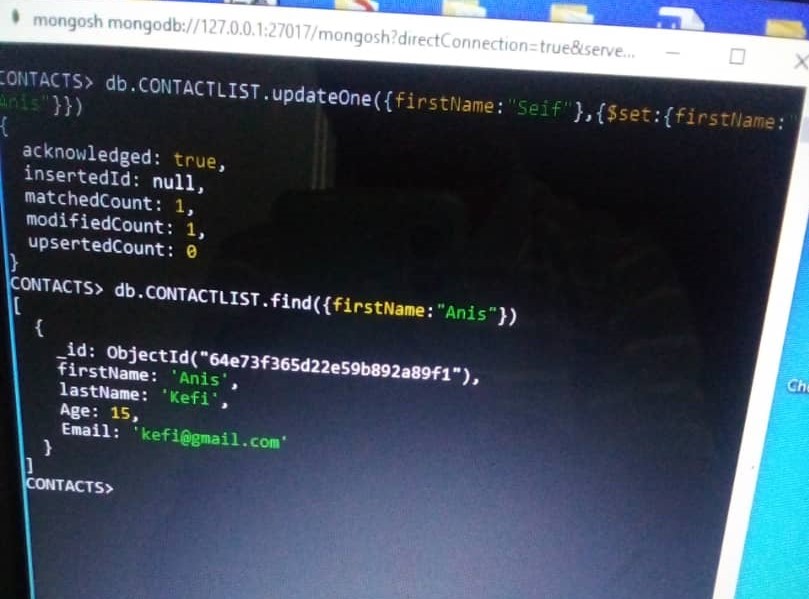 mongosh mongodb://127.0.0.1:27017/mongosh?directConnection=true&serve...
CONTACTS> db.CONTACTLIST.updateOne({firstName:"Seif"},{$set:{firstName:"
Anis"}})
{
acknowledged: true,
insertedId: null,
matchedCount: 1,
modifiedCount: 1,
upsertedCount: 0
}
CONTACTS> db.CONTACTLIST.find({firstName:"Anis"})
[
{
_id: ObjectId("64e73f365d22e59b892a89f1"),
firstName: 'Anis',
lastName: 'Kefi',
Age: 15,
Email: 'kefi@gmail.com'
}
]
CONTACTS>